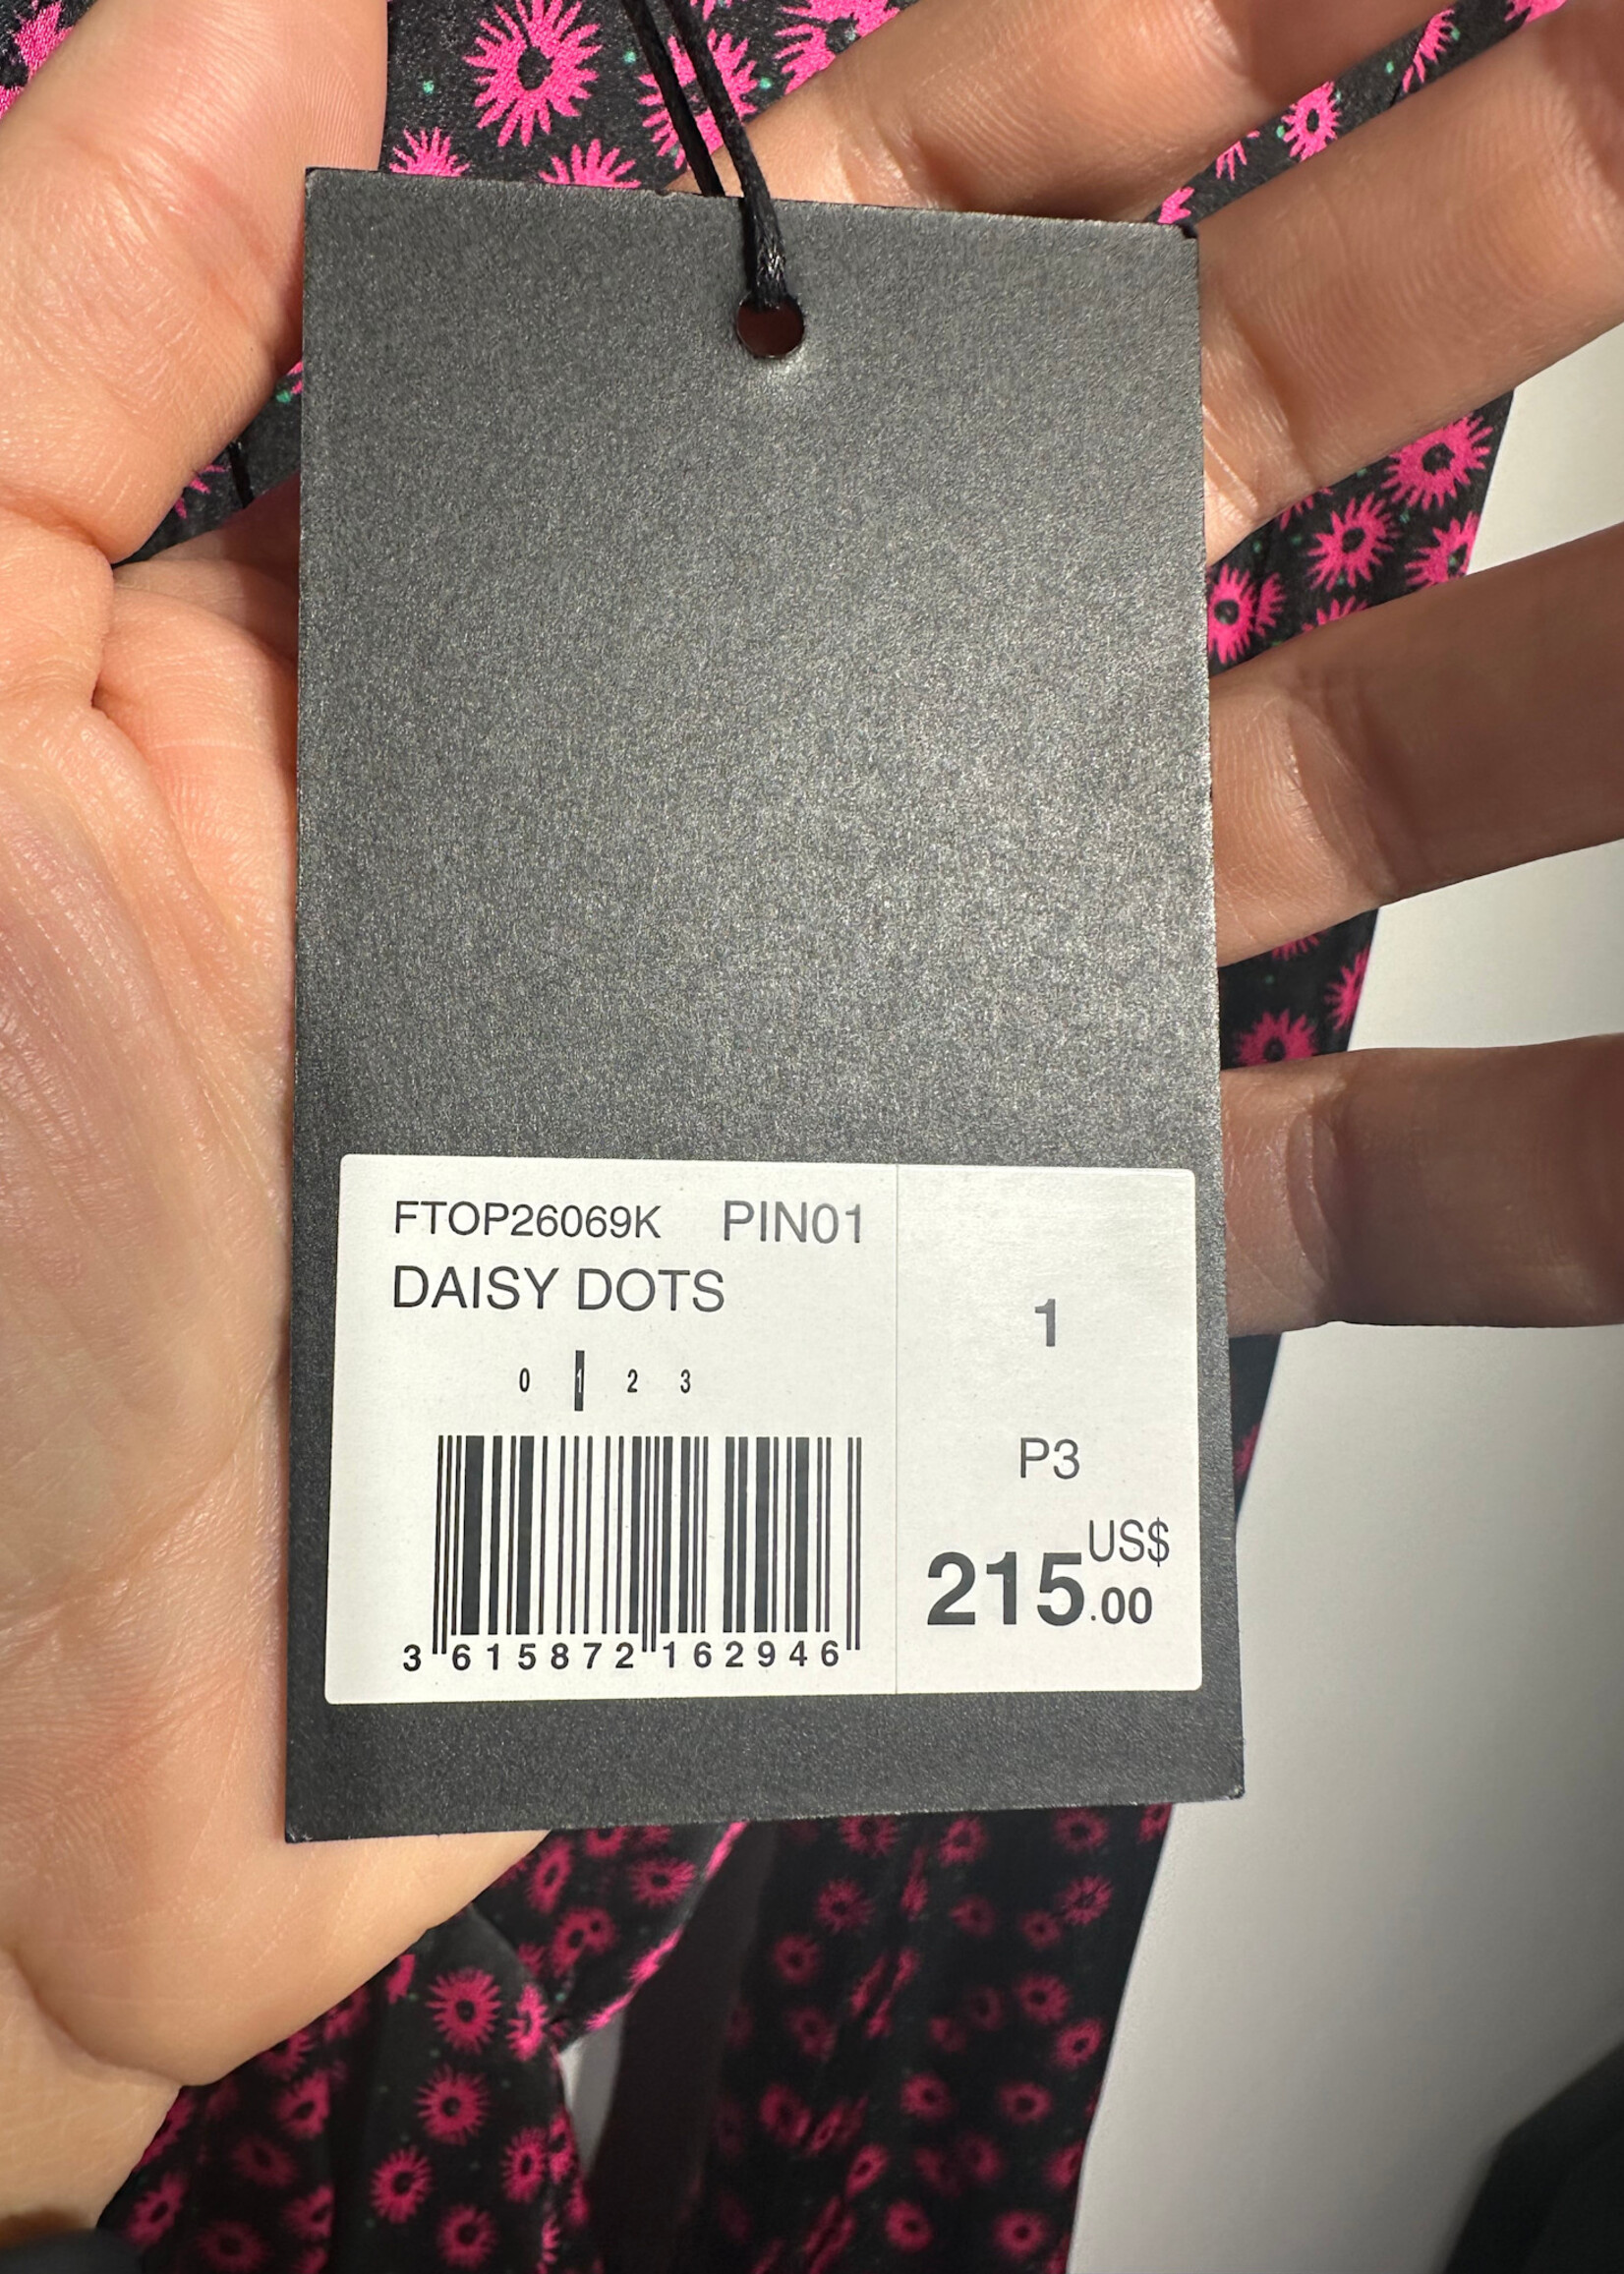 FTOP26069K PIN01
DAISY DOTS
0 1 2 3
3 615872 162946
1
P3
US$
215.00